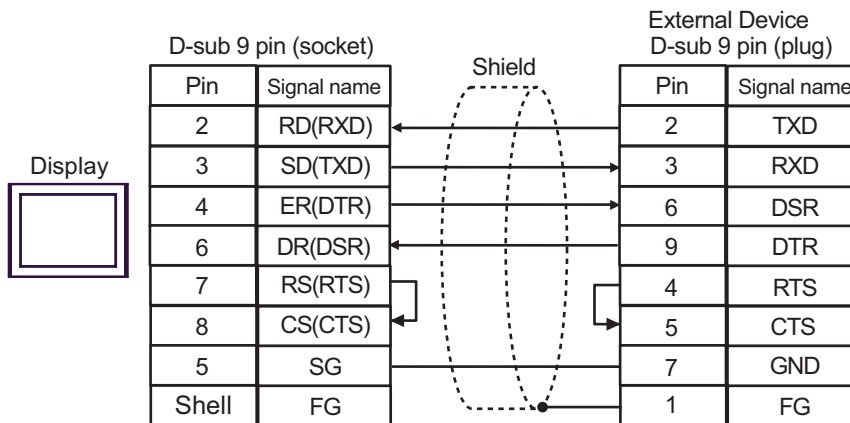 External Device
D-sub 9 pin (socket) D-sub 9 pin (plug)
Shield
Pin Signal name Pin Signal name
2 RD(RXD) 2 TXD
Display
3 SD(TXD) 3 RXD
4 ER(DTR) 6 DSR
6 DR(DSR) 9 DTR
7 RS(RTS) 4 RTS
8 CS(CTS) 5 CTS
5 SG 7 GND
Shell FG 1 FG